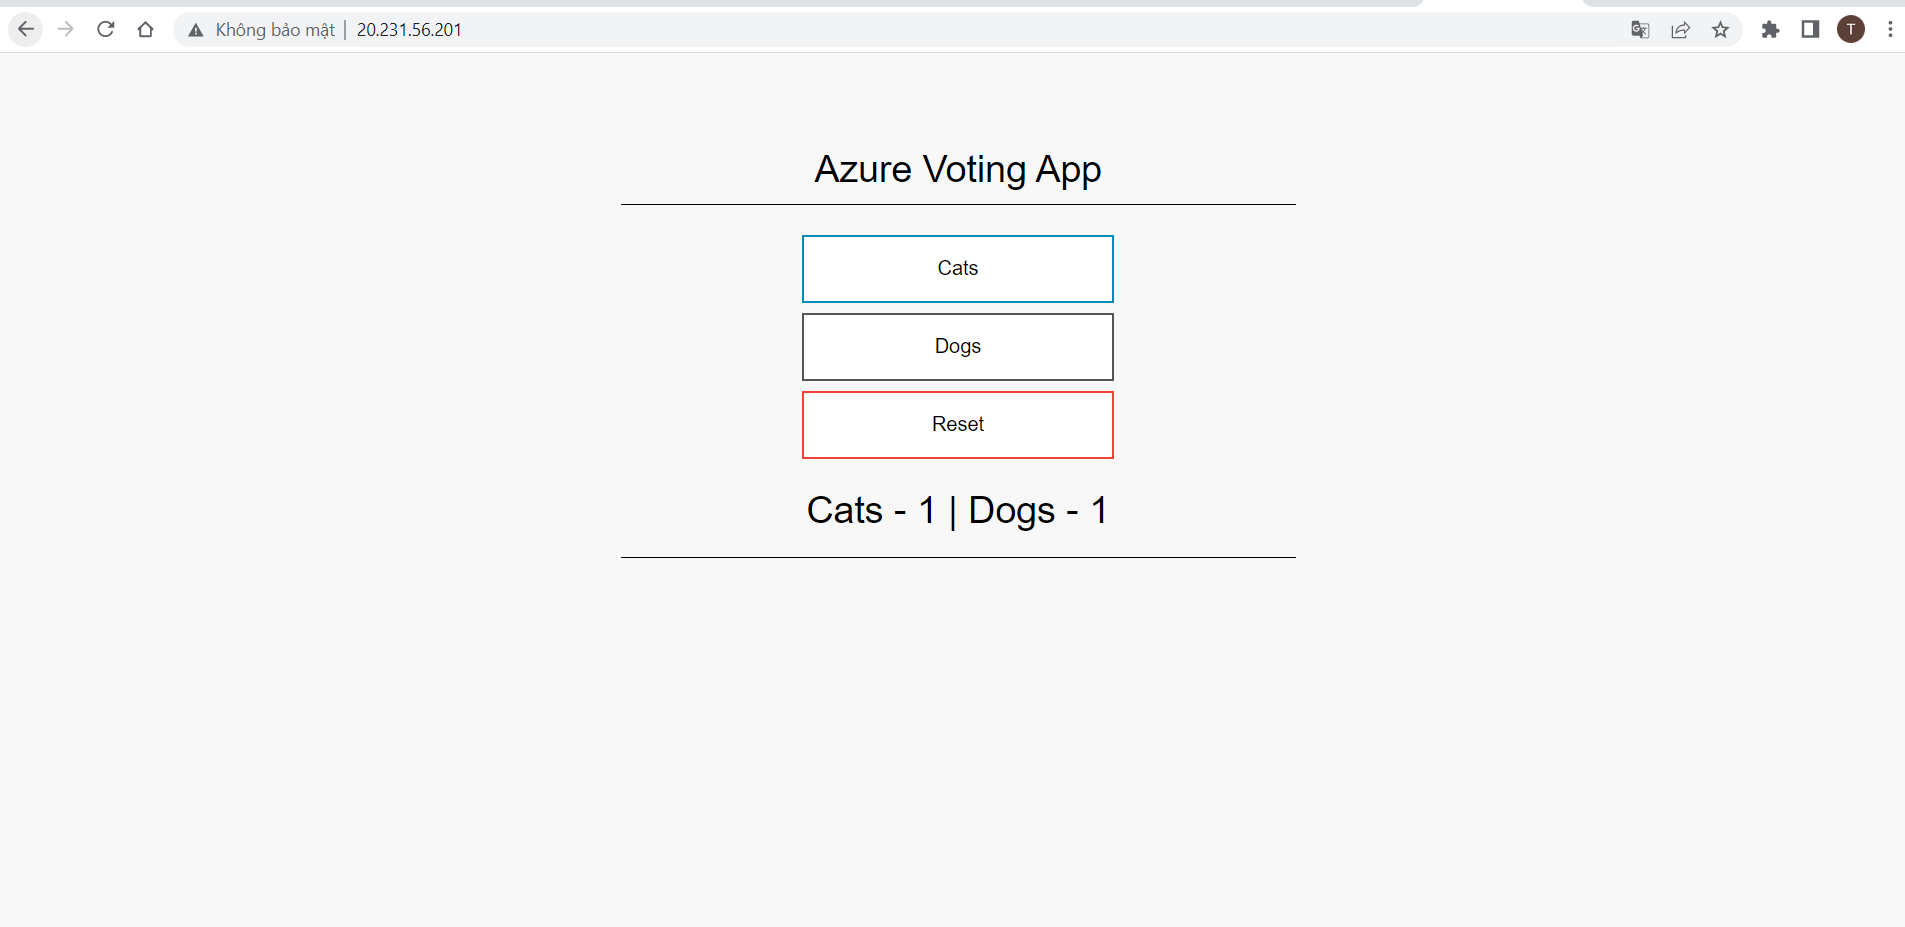 Không bảo mật | 20.231.56.201
T
Azure Voting App
Cats
Dogs
Reset
Cats - 1 | Dogs - 1